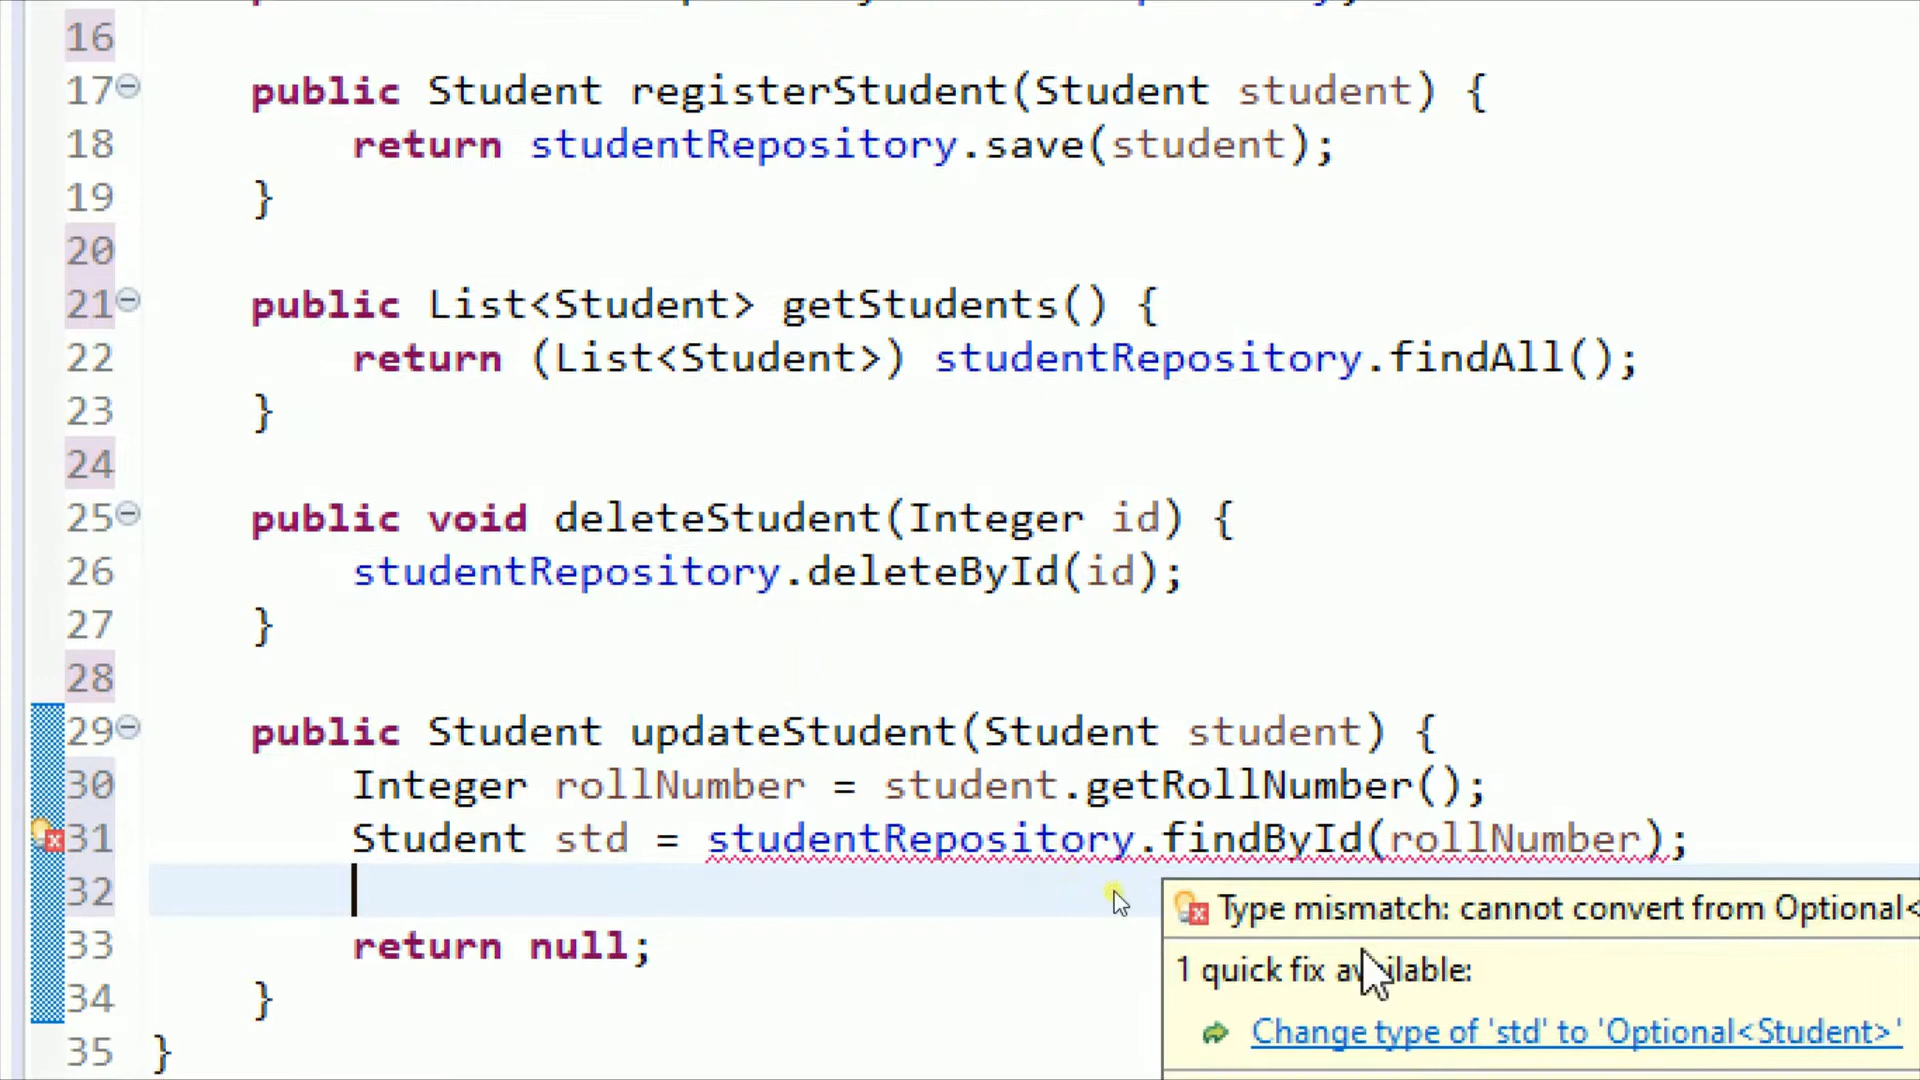 16
17 public Student registerStudent(Student student) {
18 return studentRepository.save(student);
19 }
20
21 public List<Student> getStudents() {
22 return (List<Student>) studentRepository.findAll();
23 }
24
25 public void deleteStudent(Integer id) {
26 studentRepository.deleteById(id);
27 }
28
29 public Student updateStudent(Student student) {
30 Integer rollNumber = student.getRollNumber();
31 Student std = studentRepository.findById(rollNumber);
32
Type mismatch: cannot convert from Optional<
33 return null;
1 quick fix available:
34 }
Change type of 'std' to 'Optional<Student>'
35 }